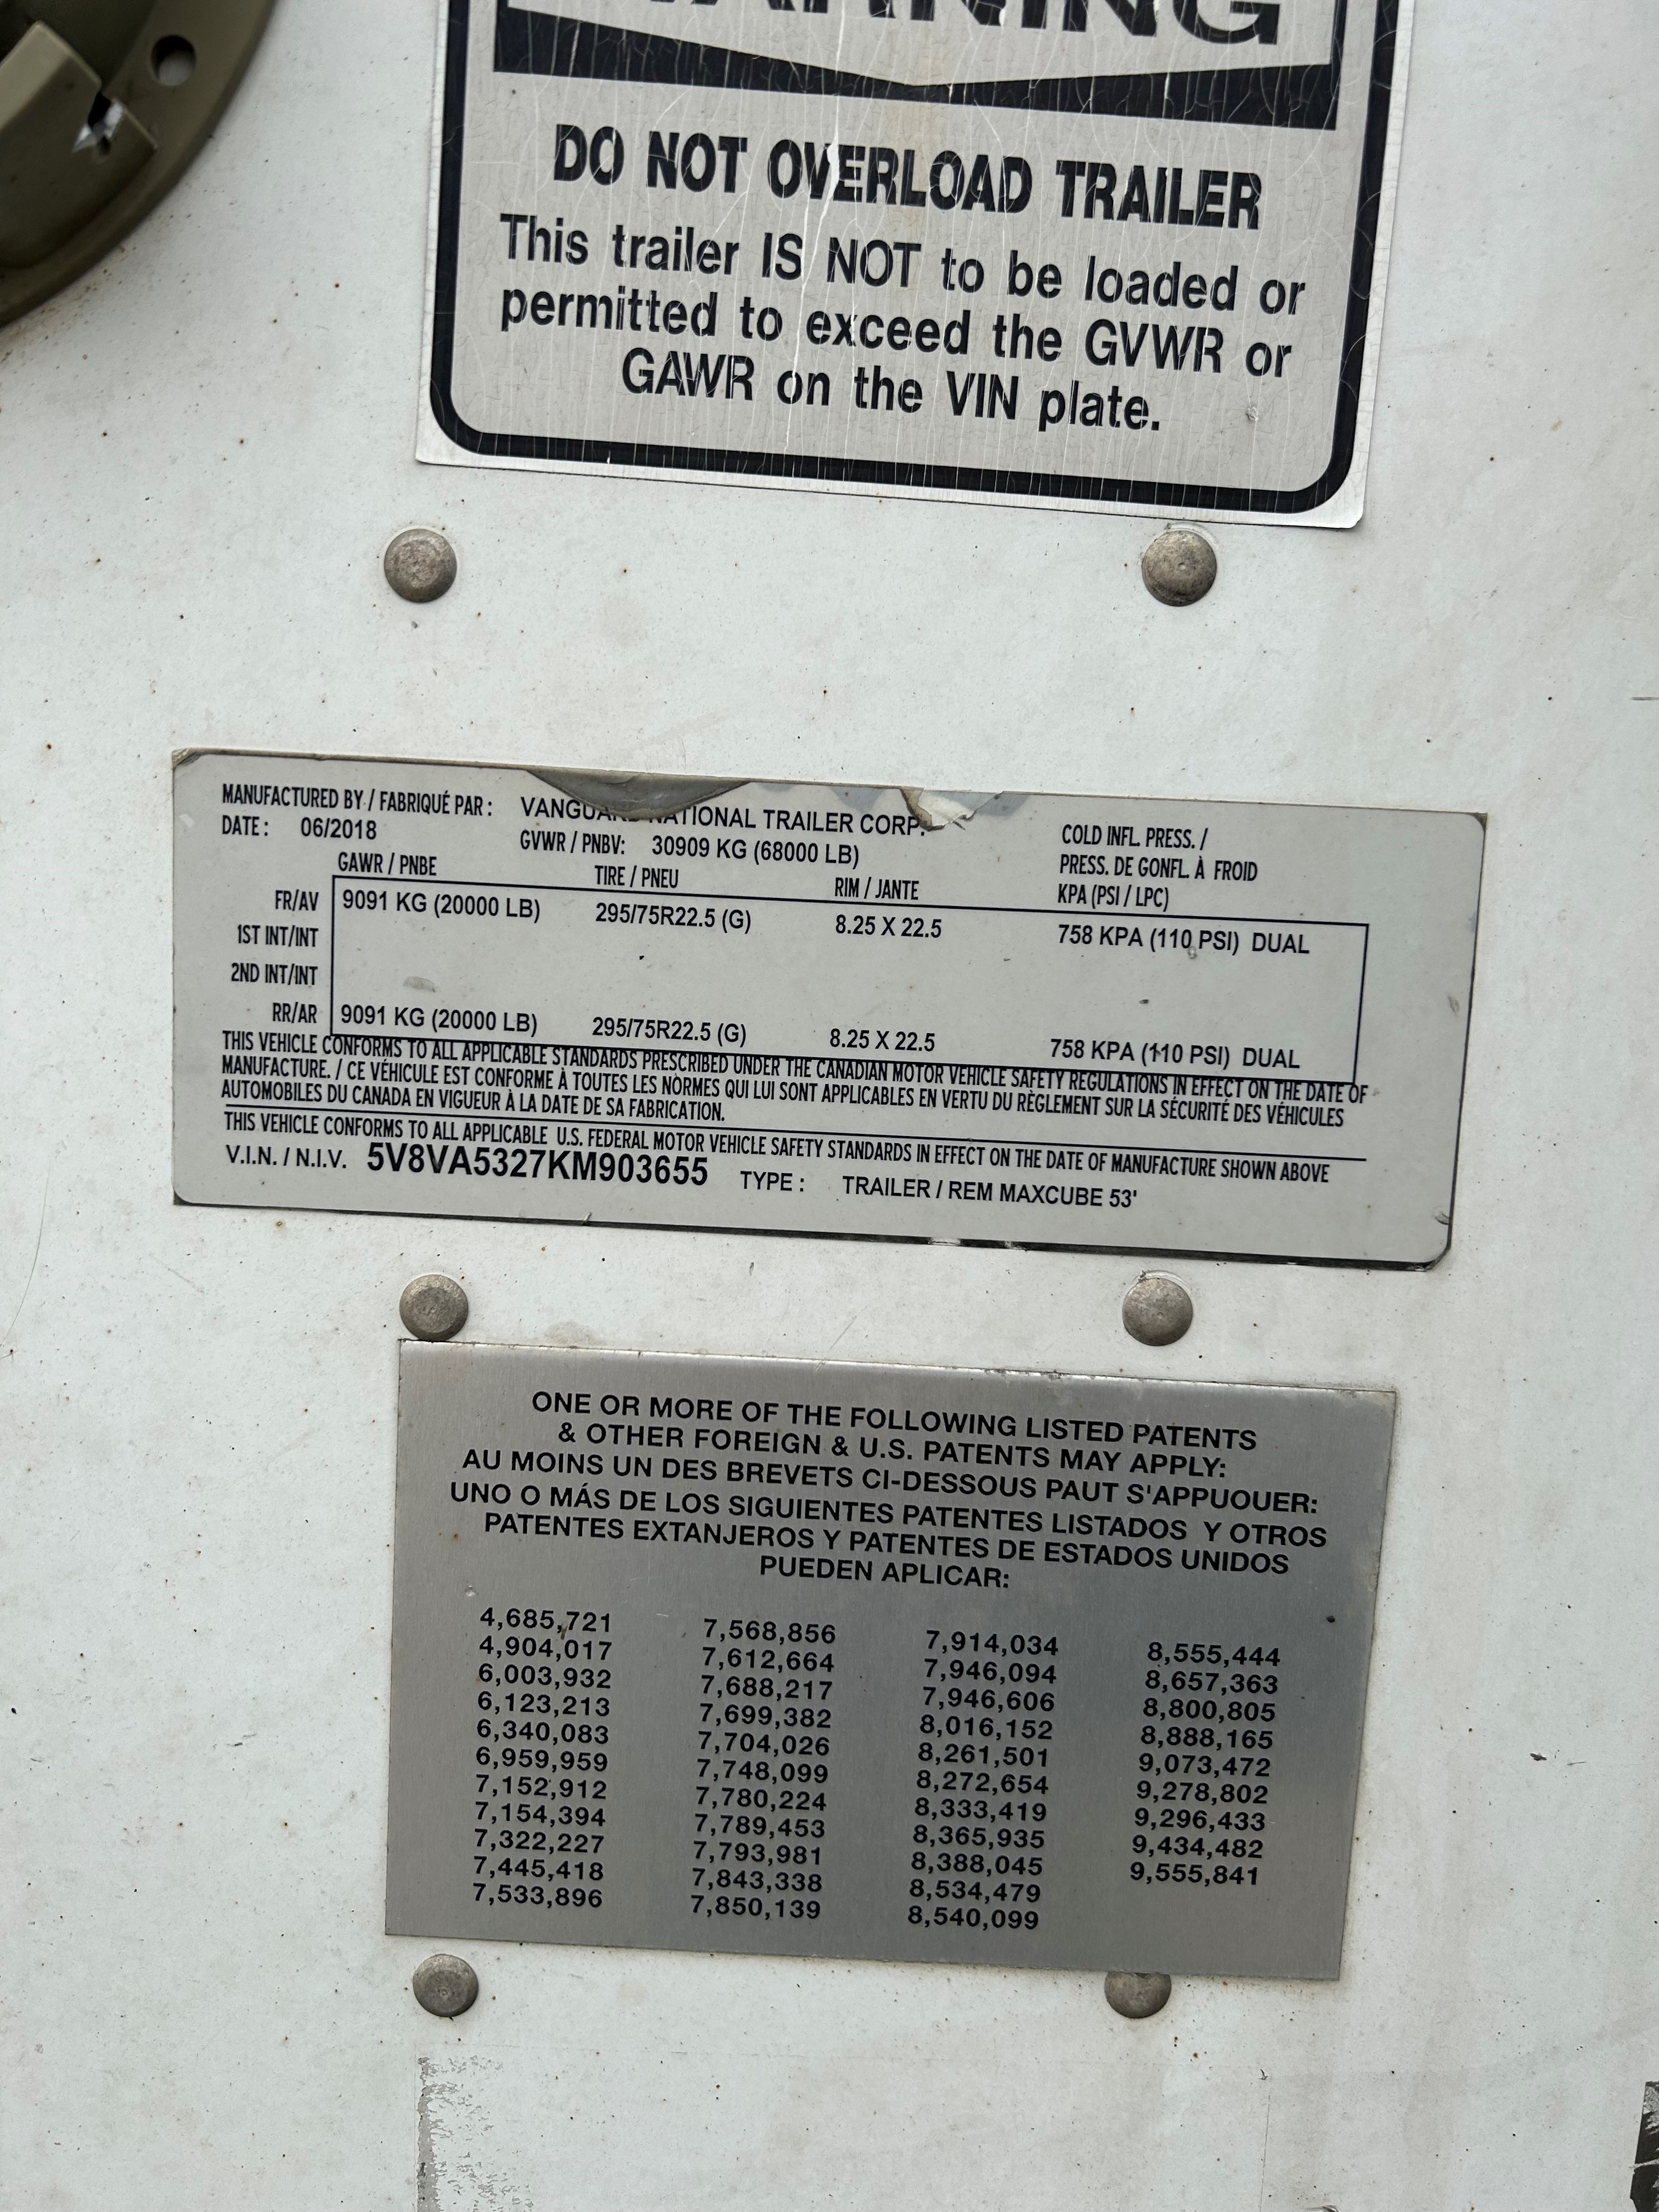 WARNING
DO NOT OVERLOAD TRAILER
This trailer IS NOT to be loaded or
permitted to exceed the GVWR or
GAWR on the VIN plate.
MANUFACTURED BY / FABRIQUÉ PAR : VANGUARD NATIONAL TRAILER CORP.
DATE : 06/2018 GVWR / PNBV: 30909 KG (68000 LB)
COLD INFL. PRESS. /
PRESS. DE GONFL. À FROID
GAWR / PNBE TIRE / PNEU RIM / JANTE KPA (PSI / LPC)
FR/AV 9091 KG (20000 LB) 295/75R22.5 (G) 8.25 X 22.5 758 KPA (110 PSI) DUAL
1ST INT/INT
2ND INT/INT
RR/AR 9091 KG (20000 LB) 295/75R22.5 (G) 8.25 X 22.5 758 KPA (110 PSI) DUAL
THIS VEHICLE CONFORMS TO ALL APPLICABLE STANDARDS PRESCRIBED UNDER THE CANADIAN MOTOR VEHICLE SAFETY REGULATIONS IN EFFECT ON THE DATE OF
MANUFACTURE. / CE VÉHICULE EST CONFORME À TOUTES LES NORMES QUI LUI SONT APPLICABLES EN VERTU DU RÈGLEMENT SUR LA SÉCURITÉ DES VÉHICULES
AUTOMOBILES DU CANADA EN VIGUEUR À LA DATE DE SA FABRICATION.
THIS VEHICLE CONFORMS TO ALL APPLICABLE U.S. FEDERAL MOTOR VEHICLE SAFETY STANDARDS IN EFFECT ON THE DATE OF MANUFACTURE SHOWN ABOVE
V.I.N. / N.I.V. 5V8VA5327KM903655 TYPE : TRAILER / REM MAXCUBE 53'
ONE OR MORE OF THE FOLLOWING LISTED PATENTS
& OTHER FOREIGN & U.S. PATENTS MAY APPLY:
AU MOINS UN DES BREVETS CI-DESSOUS PAUT S'APPUOUER:
UNO O MÁS DE LOS SIGUIENTES PATENTES LISTADOS Y OTROS
PATENTES EXTANJEROS Y PATENTES DE ESTADOS UNIDOS
PUEDEN APLICAR:
4,685,721 7,568,856 7,914,034 8,555,444
4,904,017 7,612,664 7,946,094 8,657,363
6,003,932 7,688,217 7,946,606 8,800,805
6,123,213 7,699,382 8,016,152 8,888,165
6,340,083 7,704,026 8,261,501 9,073,472
6,959,959 7,748,099 8,272,654 9,278,802
7,152,912 7,780,224 8,333,419 9,296,433
7,154,394 7,789,453 8,365,935 9,434,482
7,322,227 7,793,981 8,388,045 9,555,841
7,445,418 7,843,338 8,534,479
7,533,896 7,850,139 8,540,099